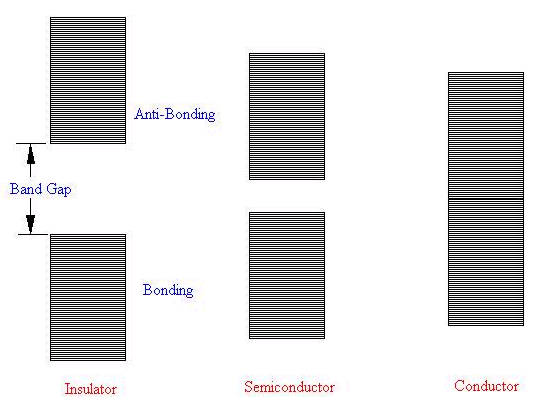 Anti-Bonding
Band Gap
Bonding
Insulator
Semiconductor
Conductor